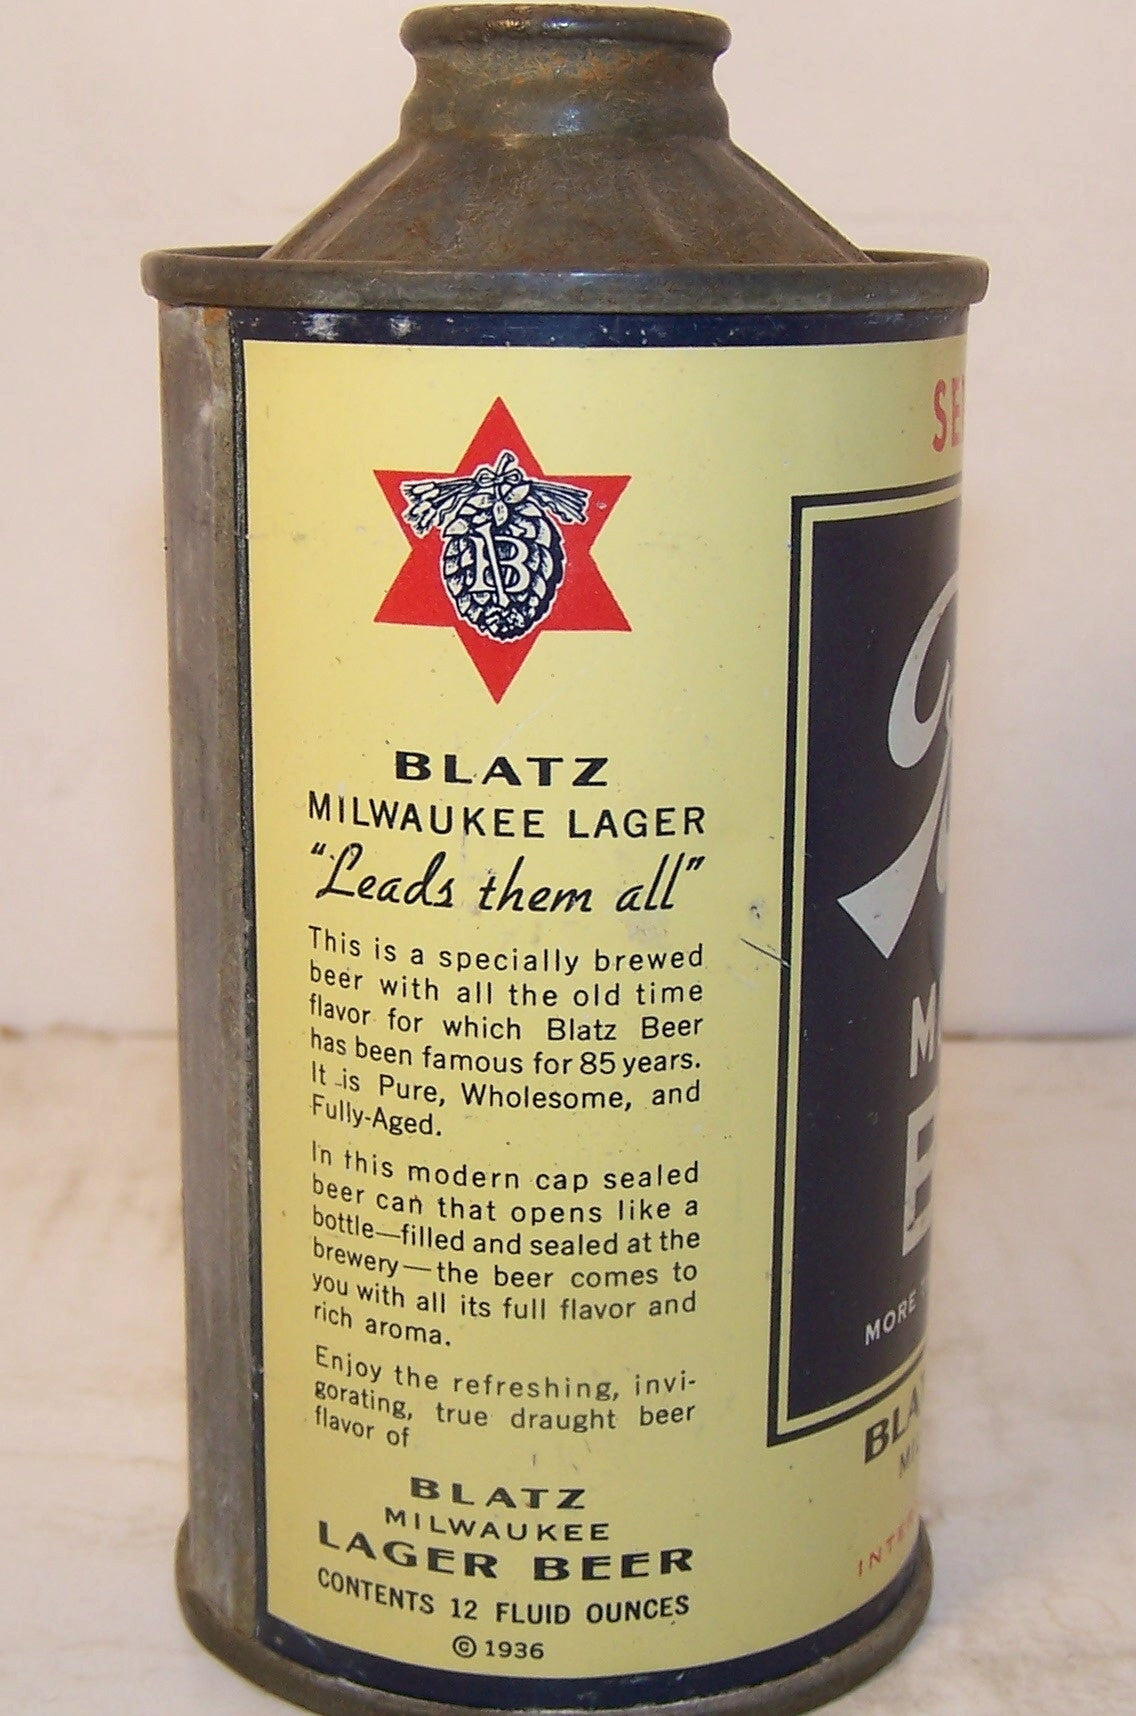 B
BLATZ
MILWAUKEE LAGER
"Leads them all"
This is a specially brewed
beer with all the old time
flavor for which Blatz Beer
has been famous for 85 years.
It is Pure, Wholesome, and
Fully-Aged.
In this modern cap sealed
beer can that opens like a
bottle—filled and sealed at the
brewery—the beer comes to
you with all its full flavor and
rich aroma.
Enjoy the refreshing, invi-
gorating, true draught beer
flavor of
BLATZ
MILWAUKEE
LAGER BEER
CONTENTS 12 FLUID OUNCES
© 1936
MORE